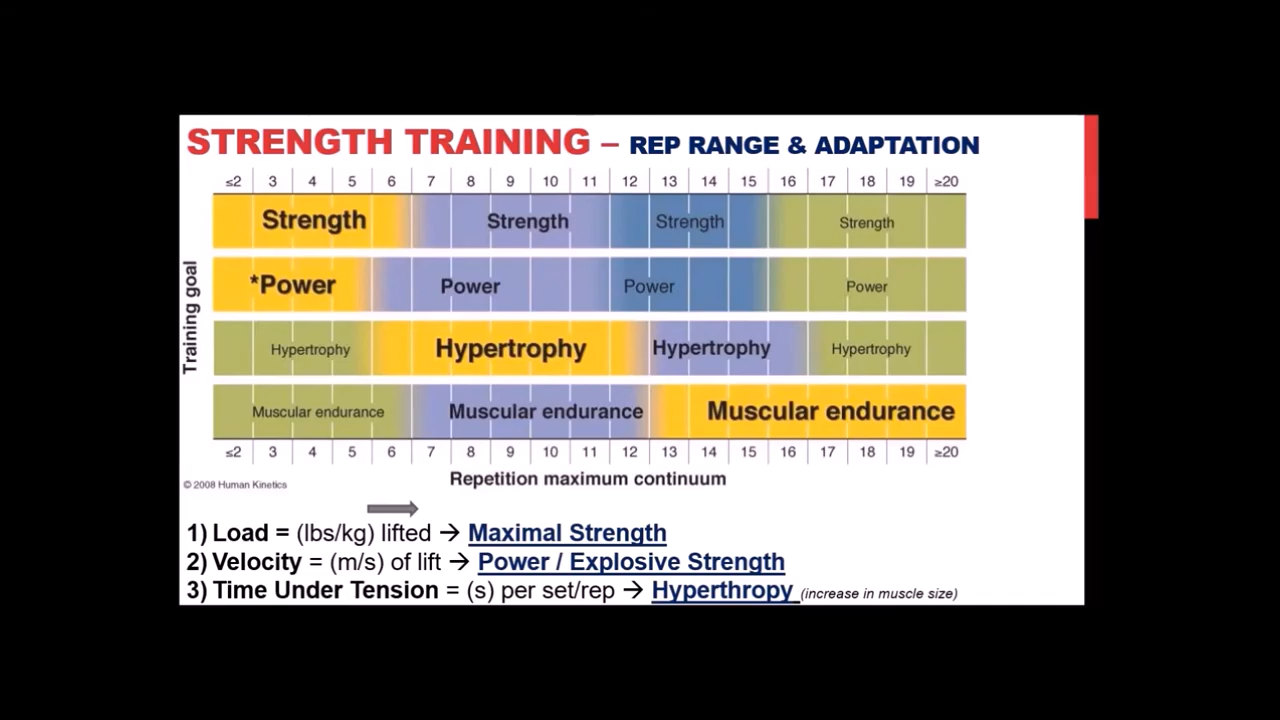 STRENGTH TRAINING – REP RANGE & ADAPTATION
≤2 3 4 5 6 7 8 9 10 11 12 13 14 15 16 17 18 19 ≥20
Training goal
Strength Strength Strength Strength
*Power Power Power Power
Hypertrophy Hypertrophy Hypertrophy Hypertrophy
Muscular endurance Muscular endurance Muscular endurance
≤2 3 4 5 6 7 8 9 10 11 12 13 14 15 16 17 18 19 ≥20
Repetition maximum continuum
© 2008 Human Kinetics
1) Load = (lbs/kg) lifted → Maximal Strength
2) Velocity = (m/s) of lift → Power / Explosive Strength
3) Time Under Tension = (s) per set/rep → Hyperthropy (increase in muscle size)